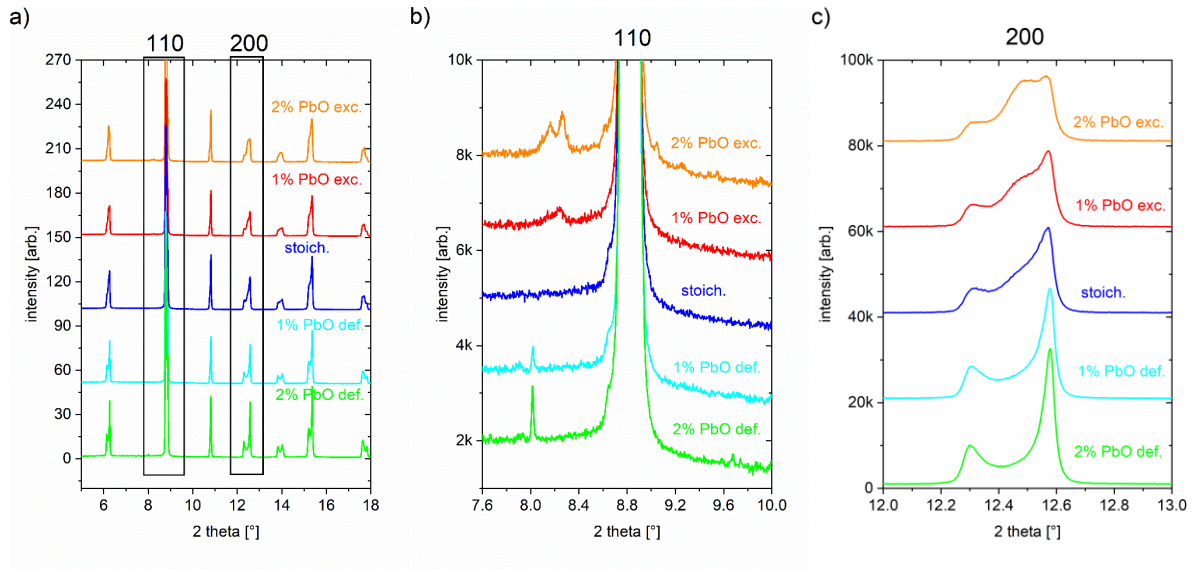 a)
110
200
270
240
210
180
150
120
90
60
30
0
2% PbO exc.
1% PbO exc.
stoich.
1% PbO def.
2% PbO def.
intensity [arb.]
6 8 10 12 14 16 18
2 theta [°]
b)
110
10k
8k
6k
4k
2k
2% PbO exc.
1% PbO exc.
stoich.
1% PbO def.
2% PbO def.
intensity [arb.]
7.6 8.0 8.4 8.8 9.2 9.6 10.0
2 theta [°]
c)
200
100k
80k
60k
40k
20k
0
2% PbO exc.
1% PbO exc.
stoich.
1% PbO def.
2% PbO def.
intensity [arb.]
12.0 12.2 12.4 12.6 12.8 13.0
2 theta [°]